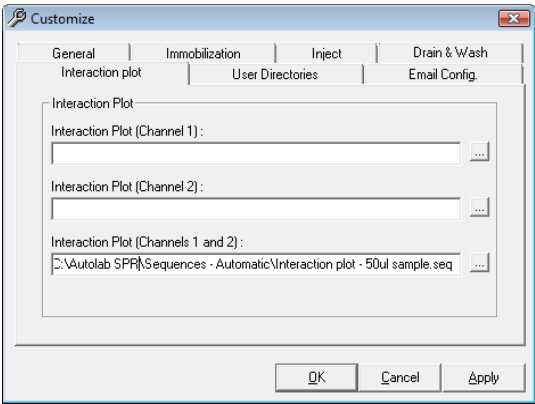 Customize
General
Immobilization
Inject
Drain & Wash
Interaction plot
User Directories
Email Config.
Interaction Plot
Interaction Plot (Channel 1) :
...
Interaction Plot (Channel 2) :
...
Interaction Plot (Channels 1 and 2) :
C:\Autolab SPR\Sequences - Automatic\Interaction plot - 50ul sample.seq
...
OK
Cancel
Apply